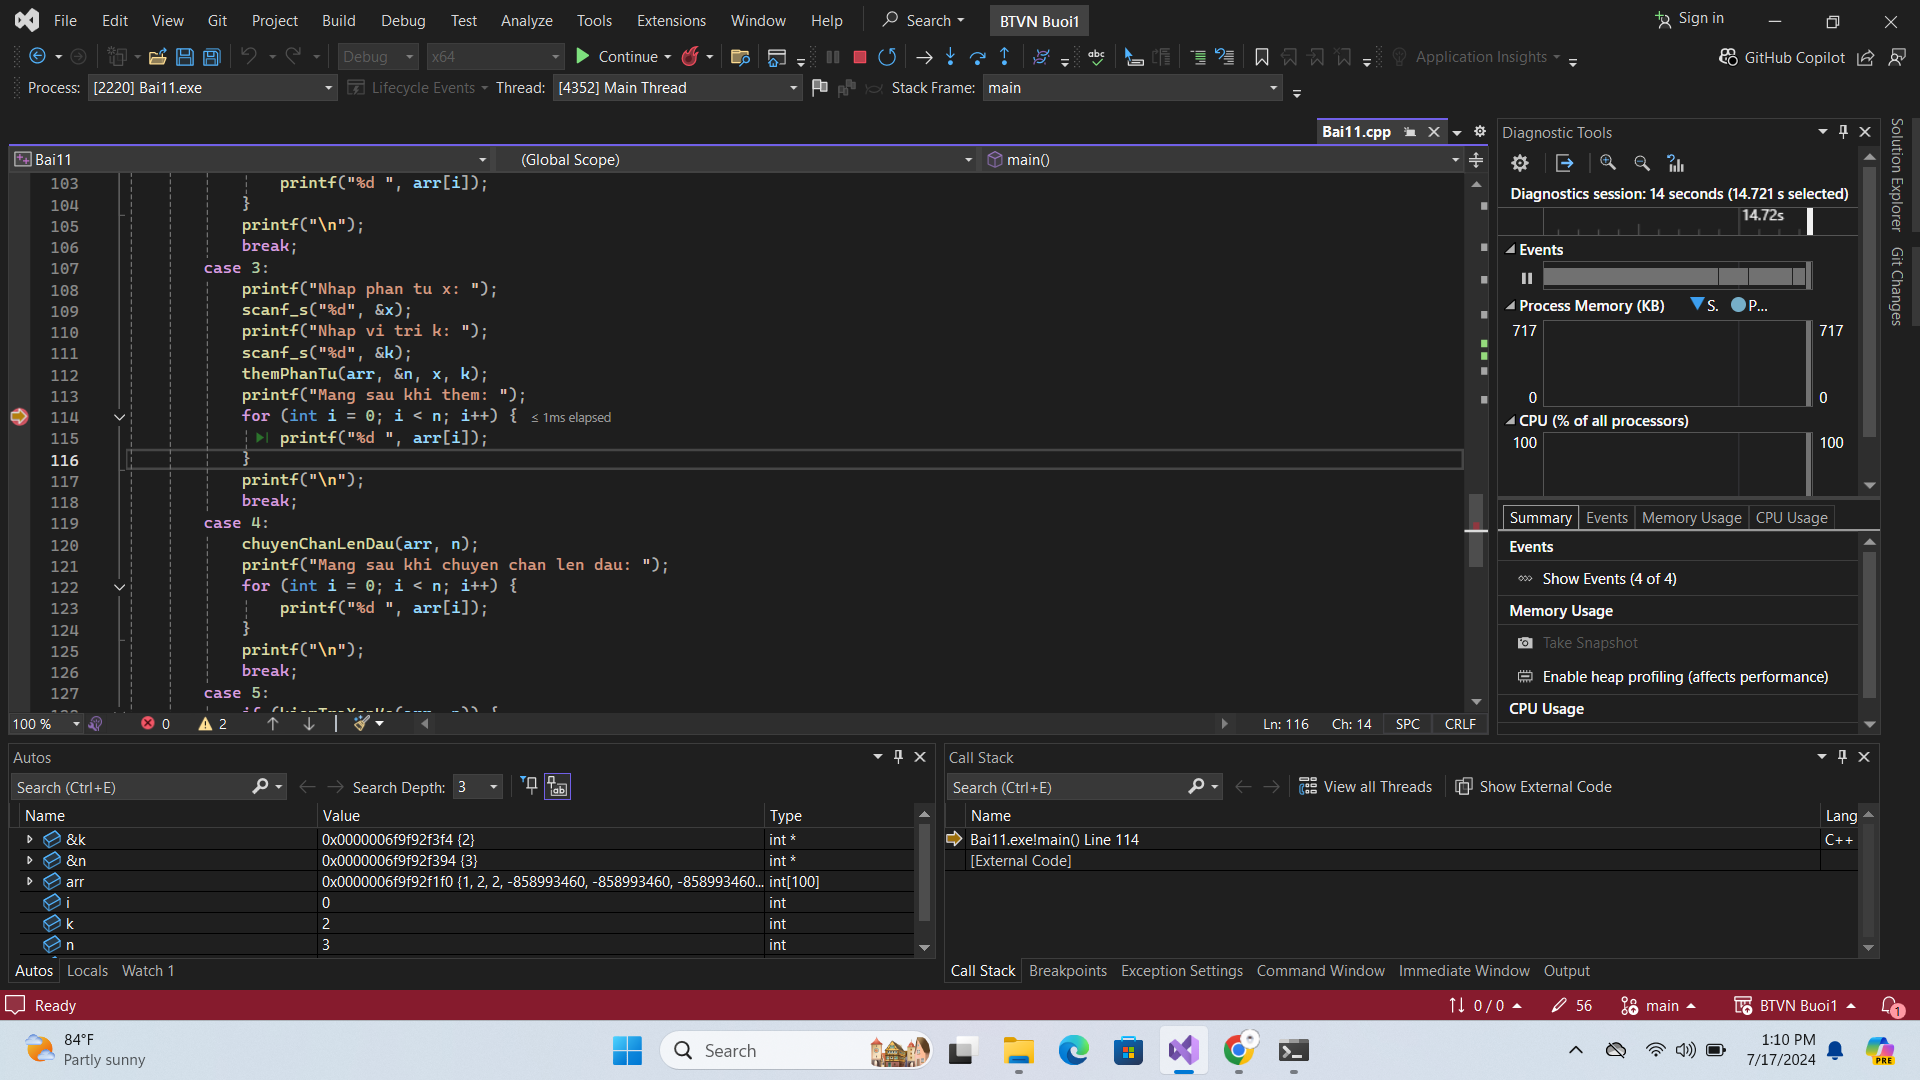 File Edit View Git Project Build Debug Test Analyze Tools Extensions Window Help Search BTVN Buoi1 Sign in
Debug x64 Continue Application Insights GitHub Copilot
Process: [2220] Bai11.exe Lifecycle Events Thread: [4352] Main Thread Stack Frame: main
Bai11.cpp
Bai11 (Global Scope) main()
103 printf("%d ", arr[i]);
104 }
105 printf("\n");
106 break;
107 case 3:
108 printf("Nhap phan tu x: ");
109 scanf_s("%d", &x);
110 printf("Nhap vi tri k: ");
111 scanf_s("%d", &k);
112 themPhanTu(arr, &n, x, k);
113 printf("Mang sau khi them: ");
114 for (int i = 0; i < n; i++) { ≤ 1ms elapsed
115 printf("%d ", arr[i]);
116 }
117 printf("\n");
118 break;
119 case 4:
120 chuyenChanLenDau(arr, n);
121 printf("Mang sau khi chuyen chan len dau: ");
122 for (int i = 0; i < n; i++) {
123 printf("%d ", arr[i]);
124 }
125 printf("\n");
126 break;
127 case 5:
100 % 0 2 Ln: 116 Ch: 14 SPC CRLF
Diagnostic Tools
Diagnostics session: 14 seconds (14.721 s selected)
14.72s
Events
Process Memory (KB) S. P...
717 717
0 0
CPU (% of all processors)
100 100
Summary Events Memory Usage CPU Usage
Events
Show Events (4 of 4)
Memory Usage
Take Snapshot
Enable heap profiling (affects performance)
CPU Usage
Solution Explorer
Git Changes
Autos
Search (Ctrl+E) Search Depth: 3
Name Value Type
&k 0x0000006f9f92f3f4 {2} int *
&n 0x0000006f9f92f394 {3} int *
arr 0x0000006f9f92f1f0 {1, 2, 2, -858993460, -858993460, -858993460... int[100]
i 0 int
k 2 int
n 3 int
Autos Locals Watch 1
Call Stack
Search (Ctrl+E) View all Threads Show External Code
Name Lang
Bai11.exe!main() Line 114 C++
[External Code]
Call Stack Breakpoints Exception Settings Command Window Immediate Window Output
Ready 0 / 0 56 main BTVN Buoi1 1
84°F
Partly sunny
Search
1:10 PM
7/17/2024
PRE